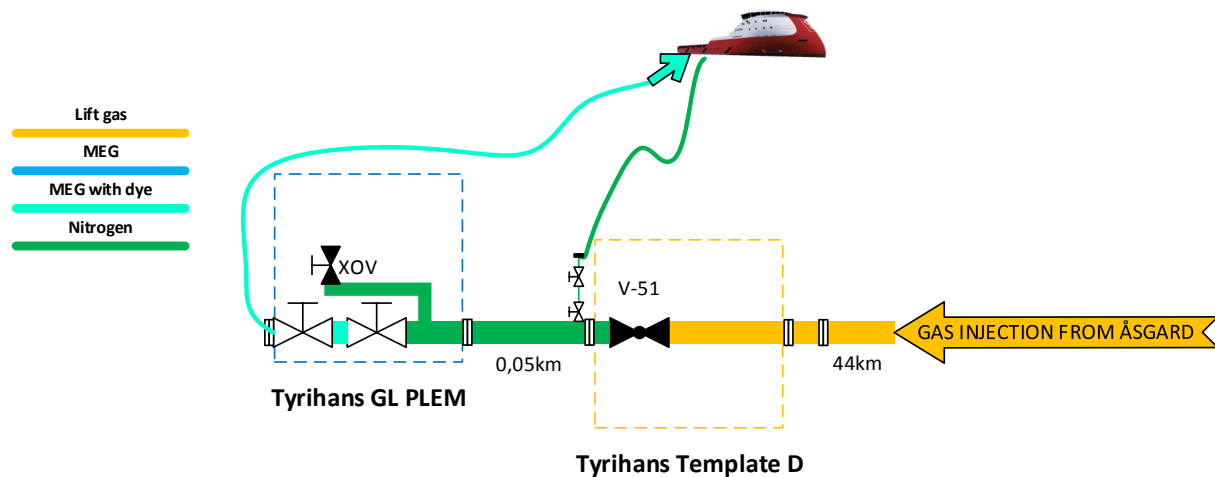 Lift gas
MEG
MEG with dye
Nitrogen
XOV
V-51
GAS INJECTION FROM ÅSGARD
0,05km
44km
Tyrihans GL PLEM
Tyrihans Template D